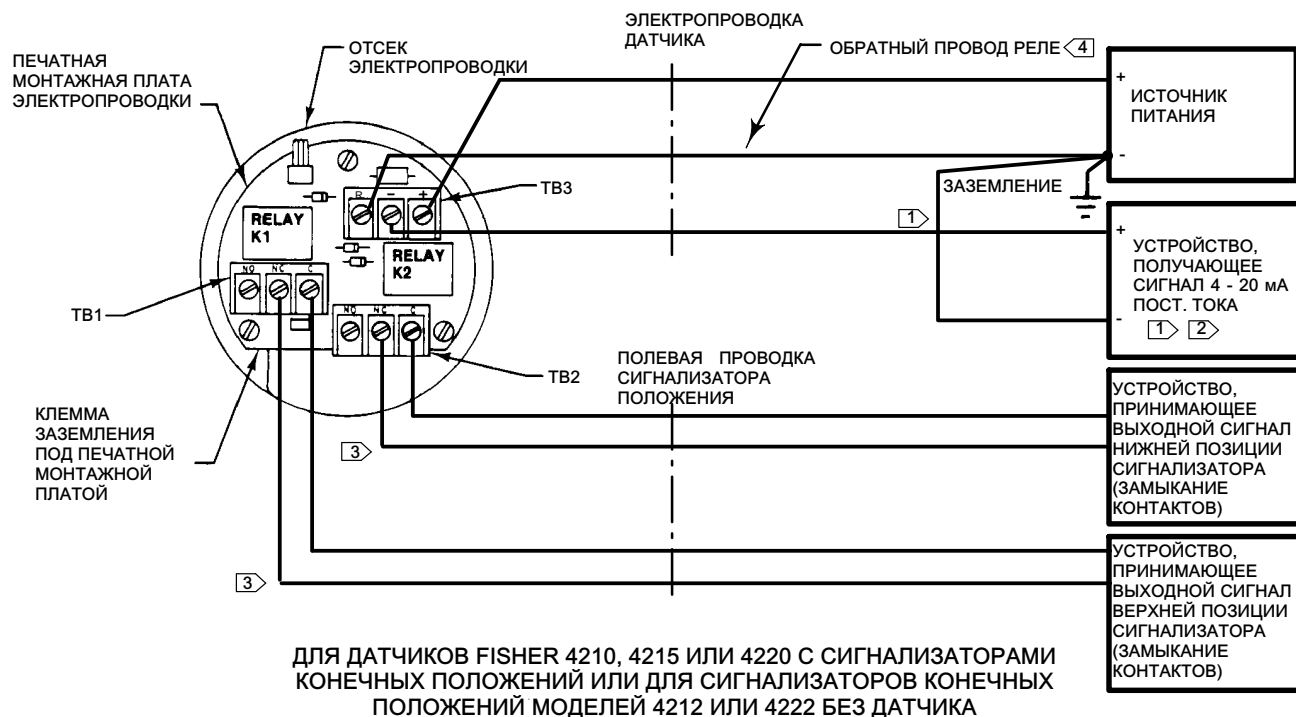 ЭЛЕКТРОПРОВОДКА
ДАТЧИКА
ОТСЕК
ЭЛЕКТРОПРОВОДКИ
ОБРАТНЫЙ ПРОВОД РЕЛЕ 4
ПЕЧАТНАЯ
МОНТАЖНАЯ ПЛАТА
ЭЛЕКТРОПРОВОДКИ
+
ИСТОЧНИК
ПИТАНИЯ
-
ЗАЗЕМЛЕНИЕ
TB3
R - +
RELAY
K1
RELAY
K2
1
+
УСТРОЙСТВО,
ПОЛУЧАЮЩЕЕ
СИГНАЛ 4 - 20 мА
ПОСТ. ТОКА
-
1 2
NO NC C
TB1
NO NC C
TB2
ПОЛЕВАЯ ПРОВОДКА
СИГНАЛИЗАТОРА
ПОЛОЖЕНИЯ
КЛЕММА
ЗАЗЕМЛЕНИЯ
ПОД ПЕЧАТНОЙ
МОНТАЖНОЙ
ПЛАТОЙ
3
УСТРОЙСТВО,
ПРИНИМАЮЩЕЕ
ВЫХОДНОЙ СИГНАЛ
НИЖНЕЙ ПОЗИЦИИ
СИГНАЛИЗАТОРА
(ЗАМЫКАНИЕ
КОНТАКТОВ)
3
УСТРОЙСТВО,
ПРИНИМАЮЩЕЕ
ВЫХОДНОЙ СИГНАЛ
ВЕРХНЕЙ ПОЗИЦИИ
СИГНАЛИЗАТОРА
(ЗАМЫКАНИЕ
КОНТАКТОВ)
ДЛЯ ДАТЧИКОВ FISHER 4210, 4215 ИЛИ 4220 С СИГНАЛИЗАТОРАМИ
КОНЕЧНЫХ ПОЛОЖЕНИЙ ИЛИ ДЛЯ СИГНАЛИЗАТОРОВ КОНЕЧНЫХ
ПОЛОЖЕНИЙ МОДЕЛЕЙ 4212 ИЛИ 4222 БЕЗ ДАТЧИКА